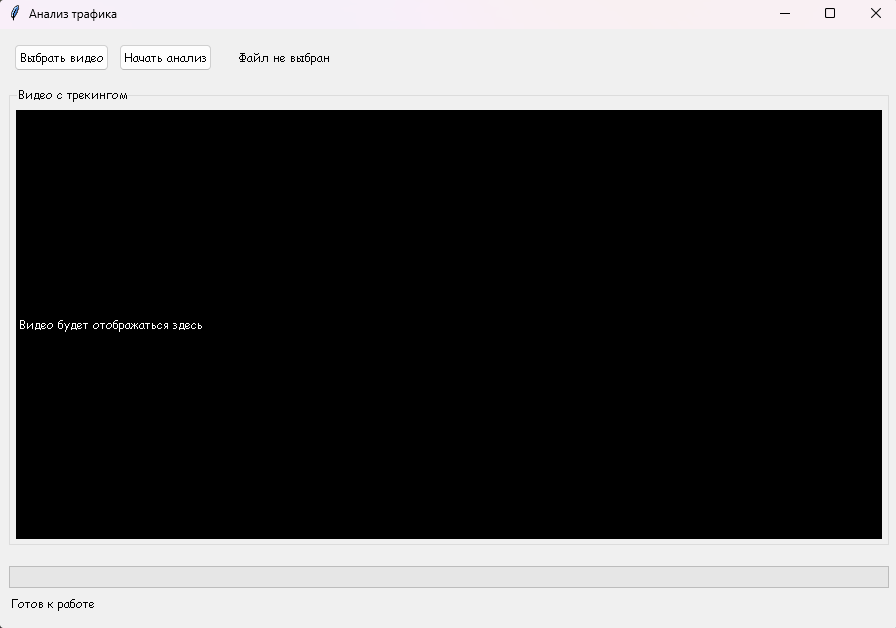 Анализ трафика
Выбрать видео Начать анализ Файл не выбран
Видео с трекингом
Видео будет отображаться здесь
Готов к работе